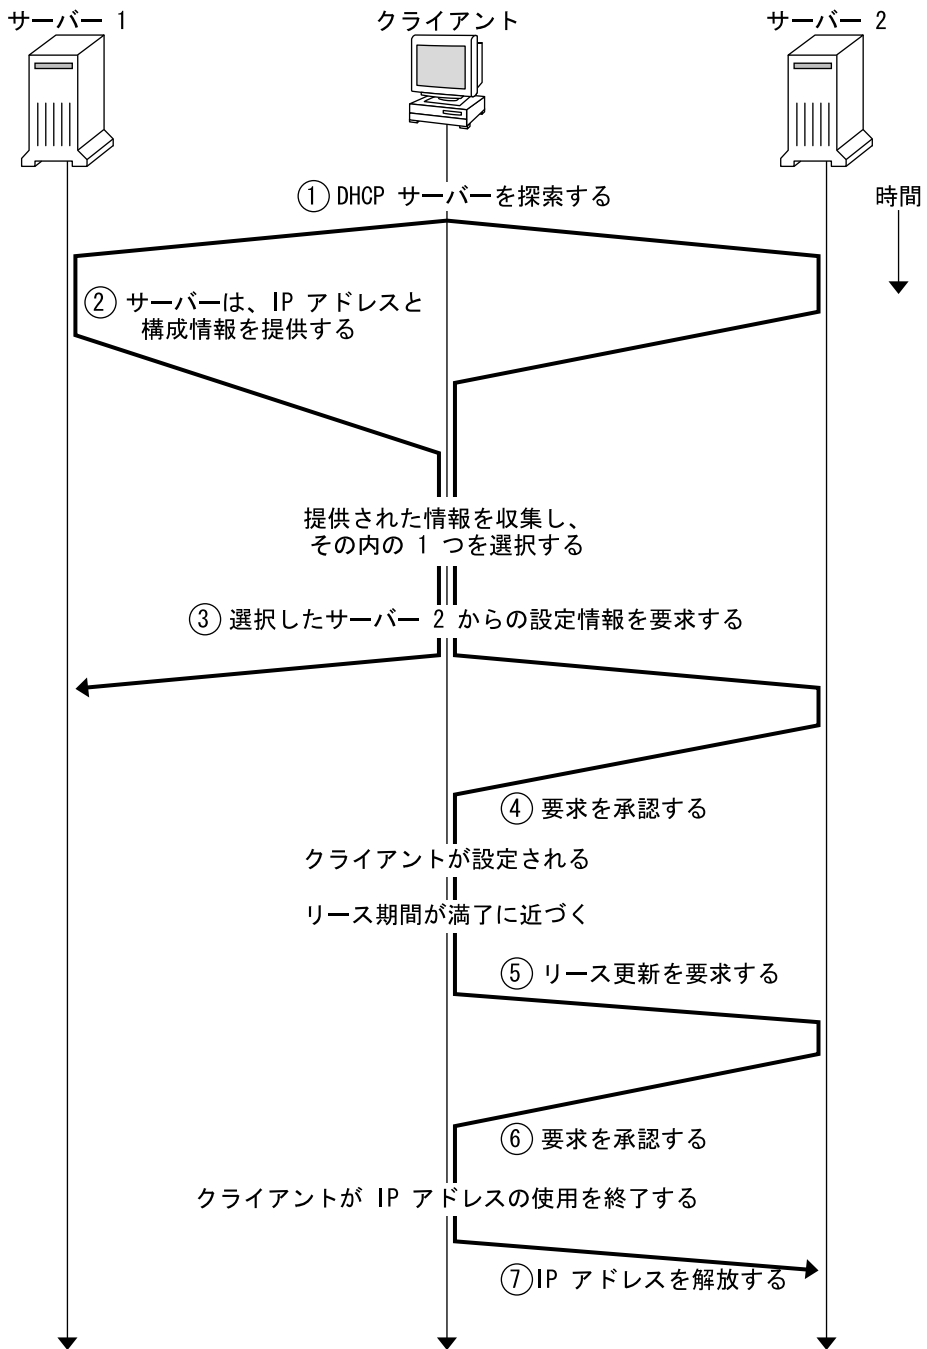 サーバー 1
クライアント
サーバー 2
① DHCP サーバーを探索する
時間
② サーバーは、IP アドレスと
構成情報を提供する
提供された情報を収集し、
その内の 1 つを選択する
③ 選択したサーバー 2 からの設定情報を要求する
④ 要求を承認する
クライアントが設定される
リース期間が満了に近づく
⑤ リース更新を要求する
⑥ 要求を承認する
クライアントが IP アドレスの使用を終了する
⑦ IP アドレスを解放する